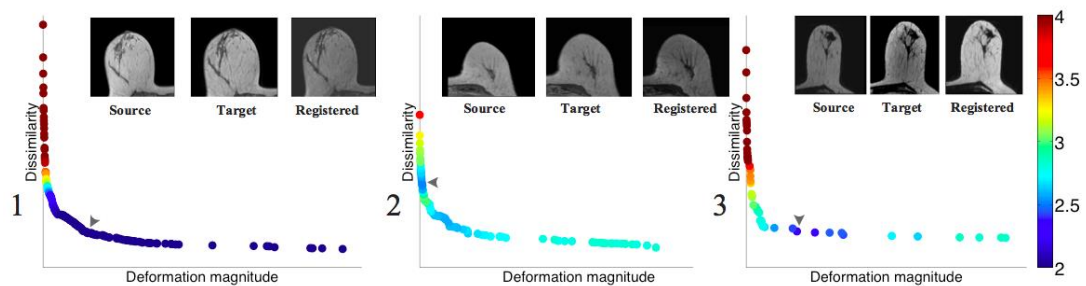 Source Target Registered
Dissimilarity
1
Deformation magnitude
Source Target Registered
Dissimilarity
2
Deformation magnitude
Source Target Registered
Dissimilarity
3
Deformation magnitude
4
3.5
3
2.5
2